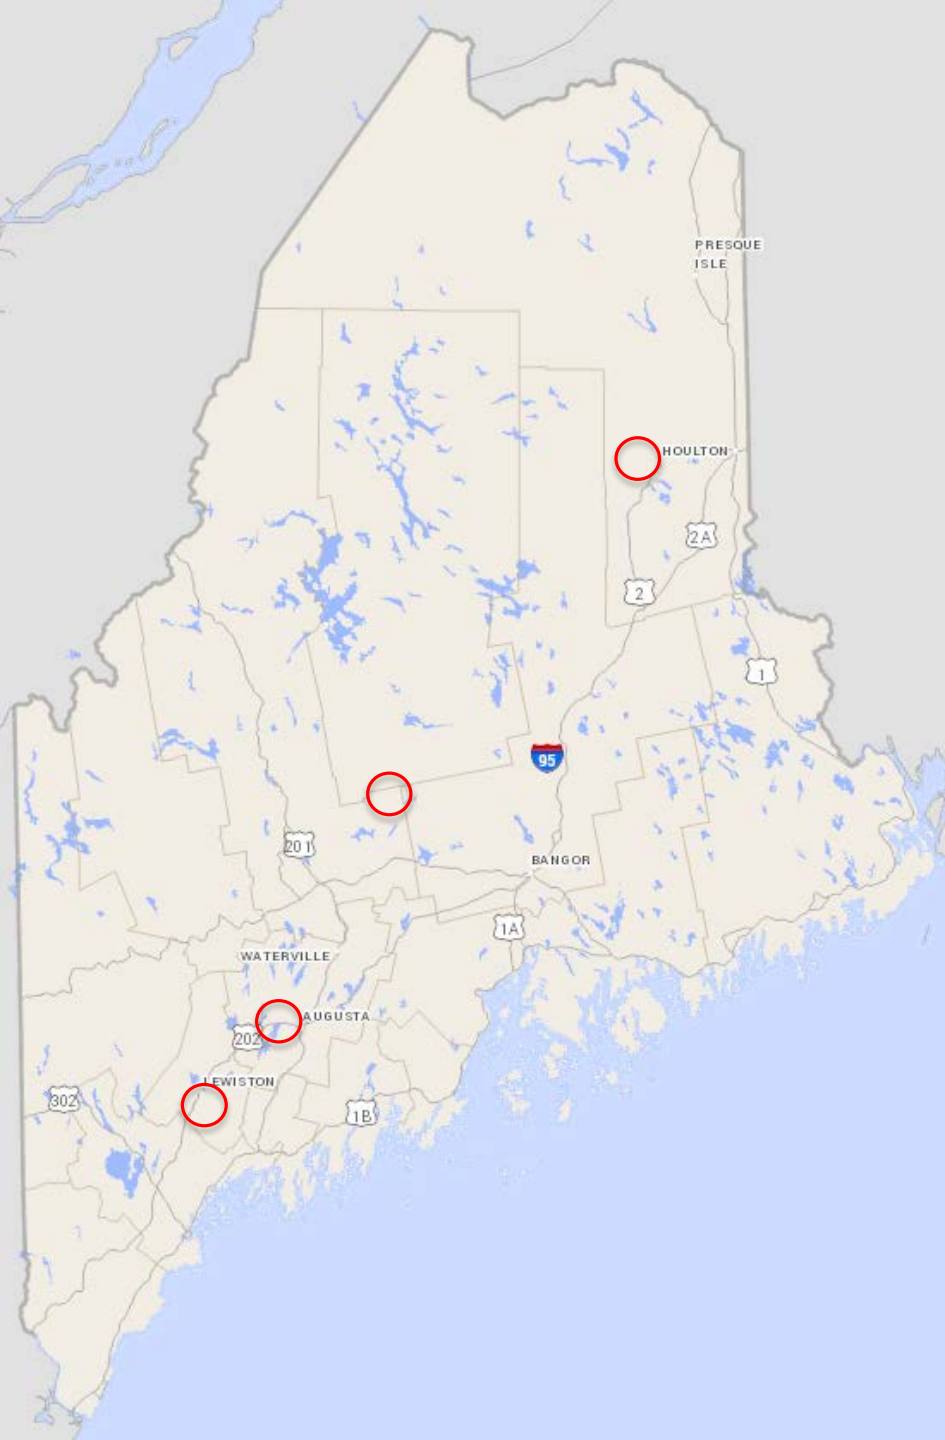 PRESQUE
ISLE
HOULTON
2A
2
1
95
201
BANGOR
1A
WATERVILLE
AUGUSTA
202
LEWISTON
302
1B